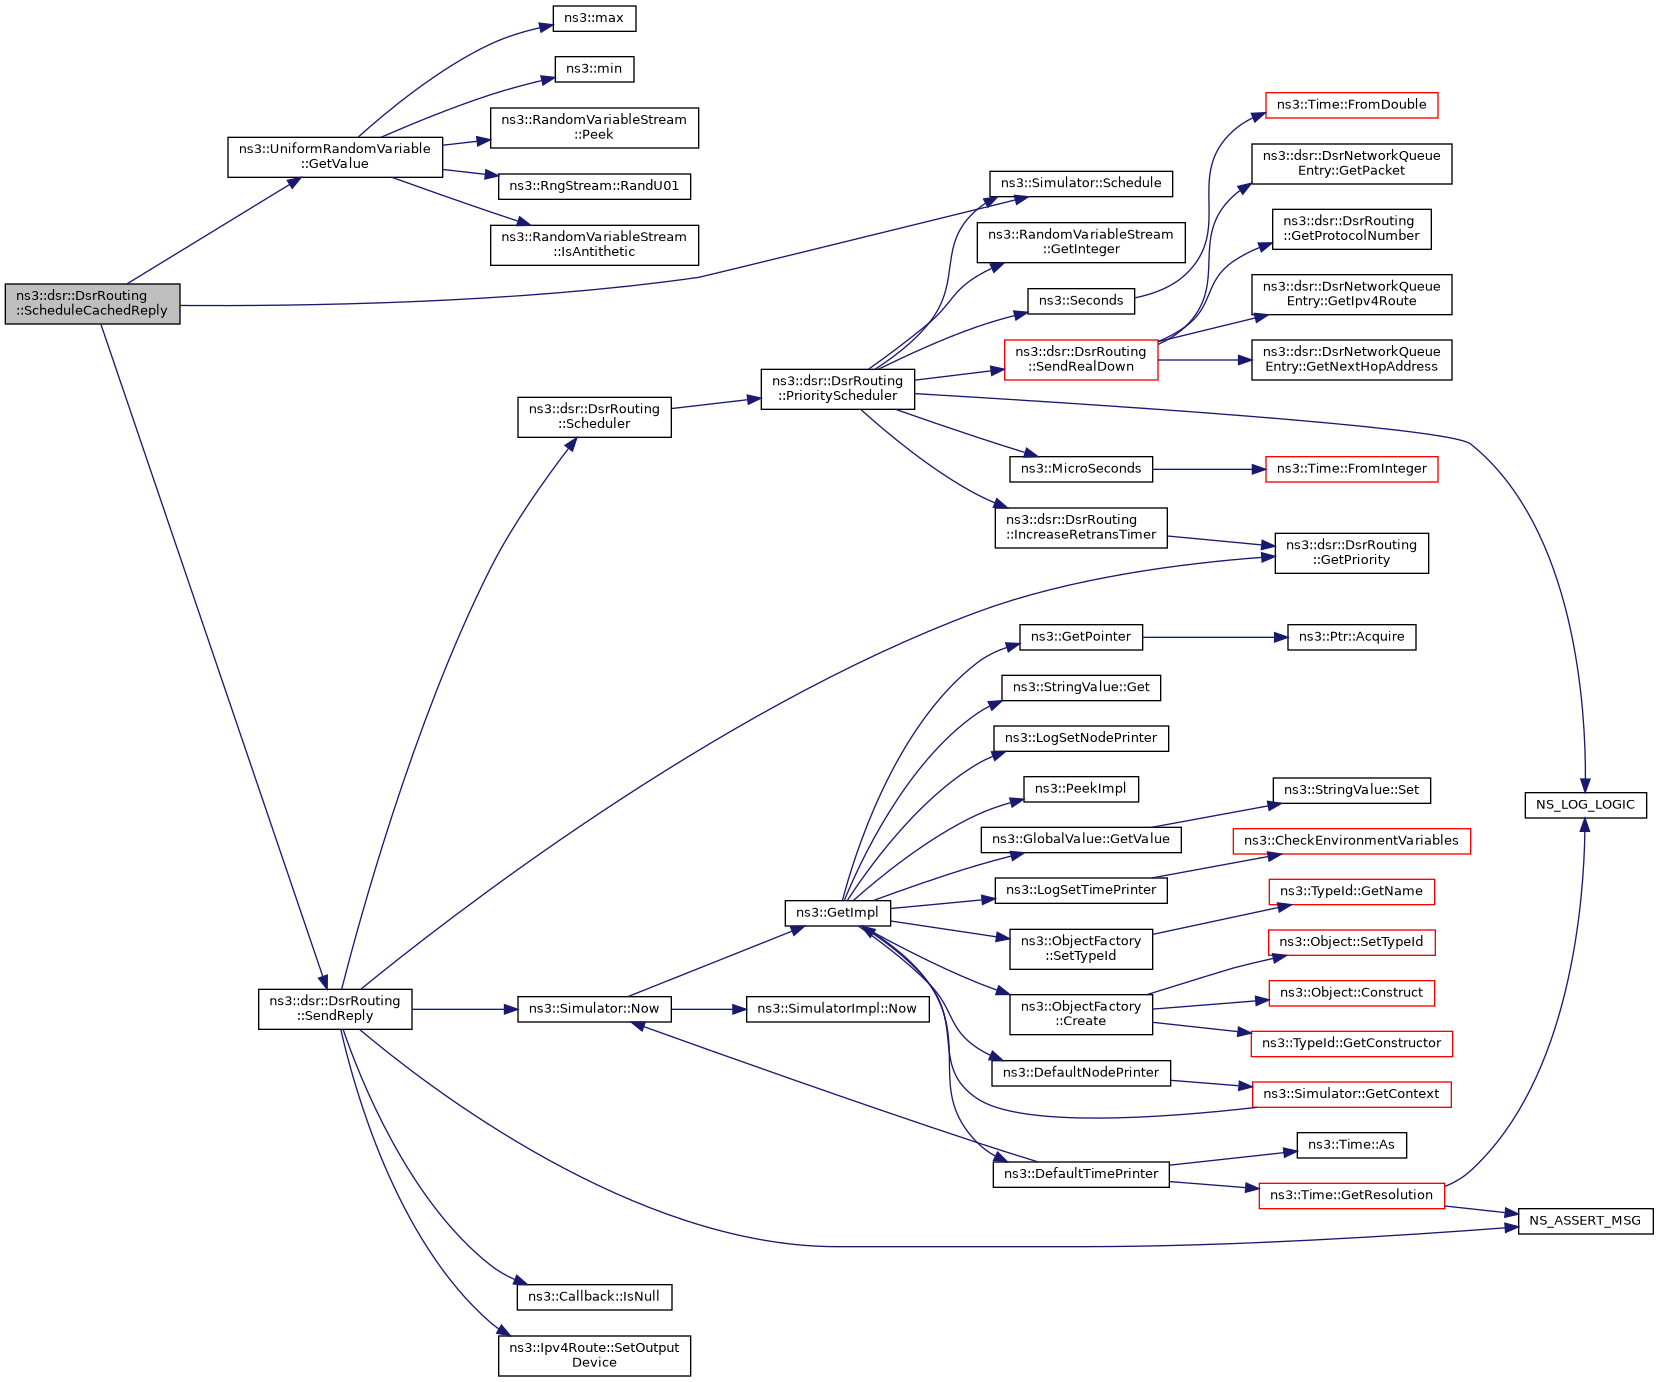 ns3::max
ns3::min
ns3::RandomVariableStream
::Peek
ns3::UniformRandomVariable
::GetValue
ns3::RngStream::RandU01
ns3::RandomVariableStream
::IsAntithetic
ns3::dsr::DsrRouting
::ScheduleCachedReply
ns3::Simulator::Schedule
ns3::RandomVariableStream
::GetInteger
ns3::Seconds
ns3::dsr::DsrRouting
::SendRealDown
ns3::Time::FromDouble
ns3::dsr::DsrNetworkQueue
Entry::GetPacket
ns3::dsr::DsrRouting
::GetProtocolNumber
ns3::dsr::DsrNetworkQueue
Entry::GetIpv4Route
ns3::dsr::DsrNetworkQueue
Entry::GetNextHopAddress
ns3::dsr::DsrRouting
::Scheduler
ns3::dsr::DsrRouting
::PriorityScheduler
ns3::MicroSeconds
ns3::Time::FromInteger
ns3::dsr::DsrRouting
::IncreaseRetransTimer
ns3::dsr::DsrRouting
::GetPriority
ns3::GetPointer
ns3::Ptr::Acquire
ns3::StringValue::Get
ns3::LogSetNodePrinter
ns3::PeekImpl
ns3::StringValue::Set
NS_LOG_LOGIC
ns3::GlobalValue::GetValue
ns3::CheckEnvironmentVariables
ns3::LogSetTimePrinter
ns3::TypeId::GetName
ns3::GetImpl
ns3::ObjectFactory
::SetTypeId
ns3::Object::SetTypeId
ns3::dsr::DsrRouting
::SendReply
ns3::Simulator::Now
ns3::SimulatorImpl::Now
ns3::ObjectFactory
::Create
ns3::Object::Construct
ns3::TypeId::GetConstructor
ns3::DefaultNodePrinter
ns3::Simulator::GetContext
ns3::DefaultTimePrinter
ns3::Time::As
ns3::Time::GetResolution
NS_ASSERT_MSG
ns3::Callback::IsNull
ns3::Ipv4Route::SetOutput
Device